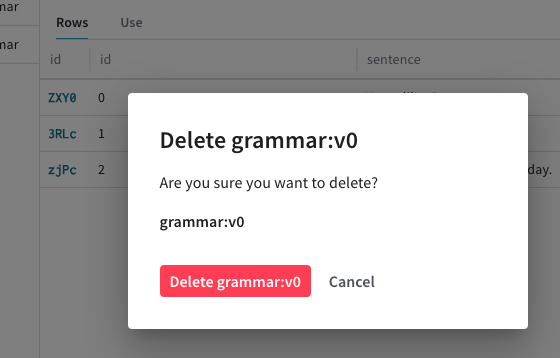 mar
Rows Use
mar
id id sentence
ZXY0 0
3RLc 1
zjPc 2 day.
Delete grammar:v0
Are you sure you want to delete?
grammar:v0
Delete grammar:v0 Cancel